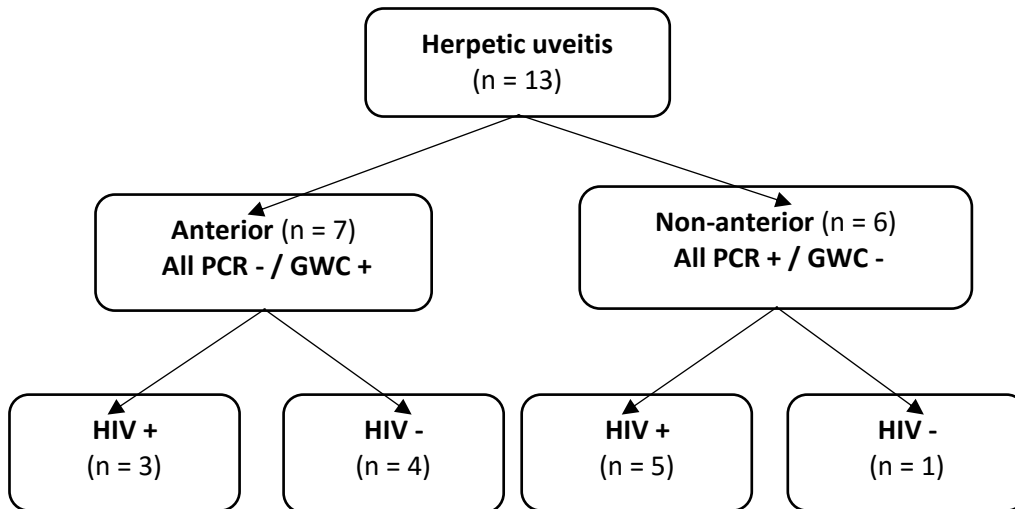 Herpetic uveitis
(n = 13)
Anterior (n = 7)
All PCR - / GWC +
Non-anterior (n = 6)
All PCR + / GWC -
HIV +
(n = 3)
HIV -
(n = 4)
HIV +
(n = 5)
HIV -
(n = 1)